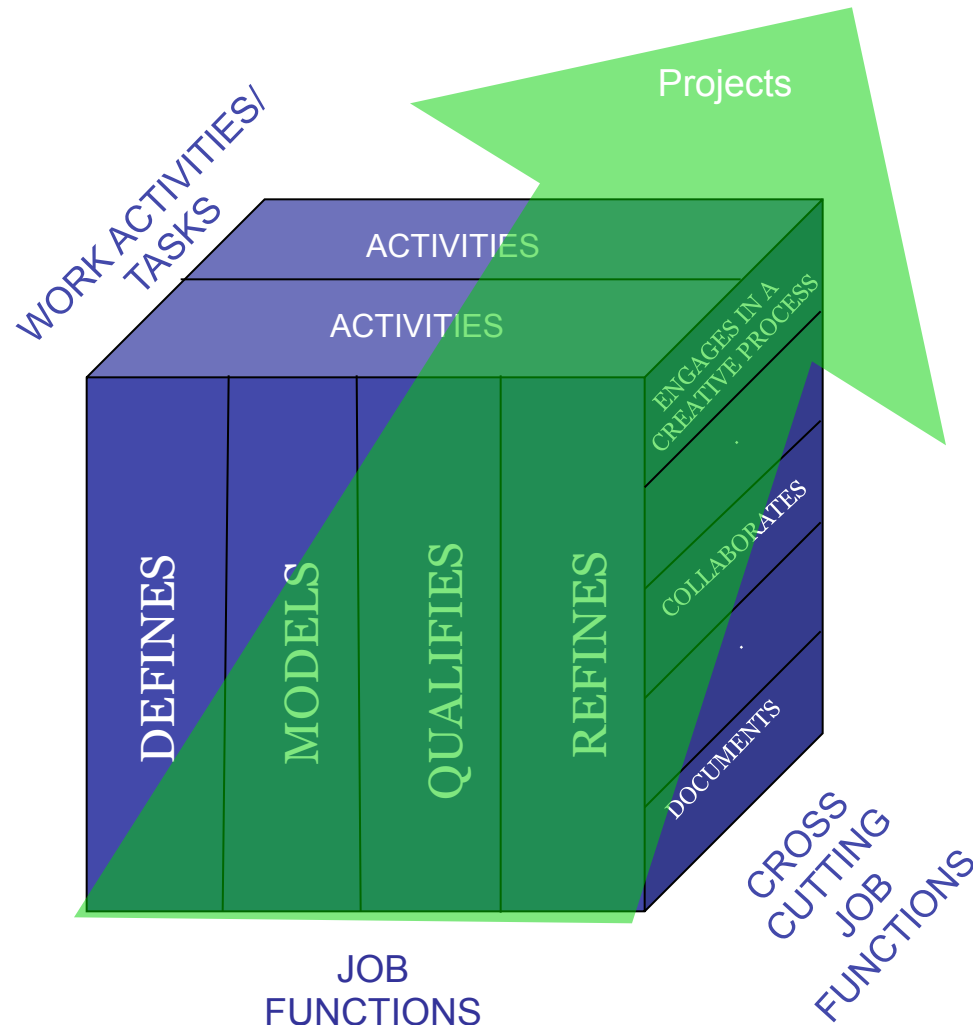 Projects
WORK ACTIVITIES/
TASKS
ACTIVITIES
ACTIVITIES
ENGAGES IN A
CREATIVE PROCESS
.
COLLABORATES
.
DOCUMENTS
DEFINES
MODELS
QUALIFIES
REFINES
CROSS
CUTTING
JOB
FUNCTIONS
JOB
FUNCTIONS